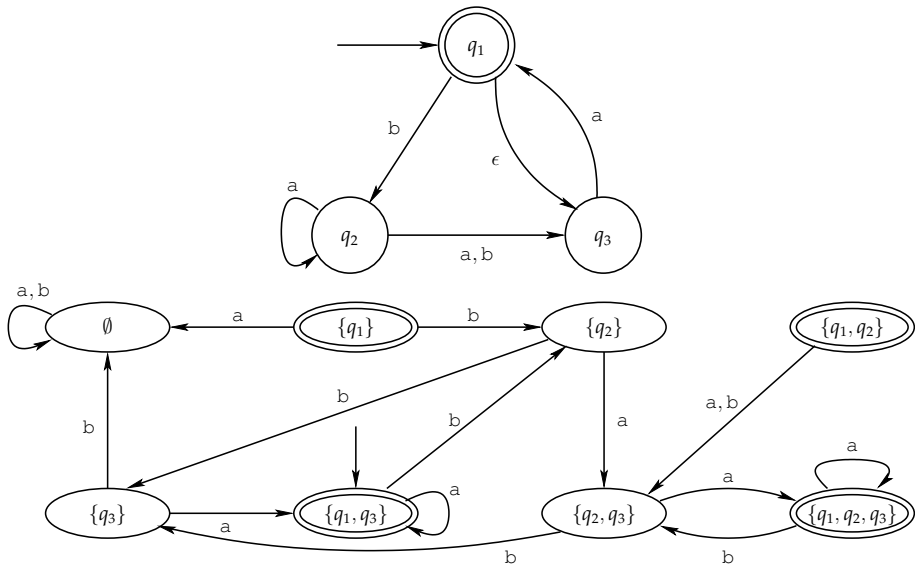 q₁
b
a
ϵ
a
q₂
q₃
a,b
a,b
∅
a
{q₁}
b
{q₂}
{q₁, q₂}
b
a,b
b
b
a
a
a
a
{q₃}
{q₁, q₃}
{q₂, q₃}
{q₁, q₂, q₃}
a
b
b